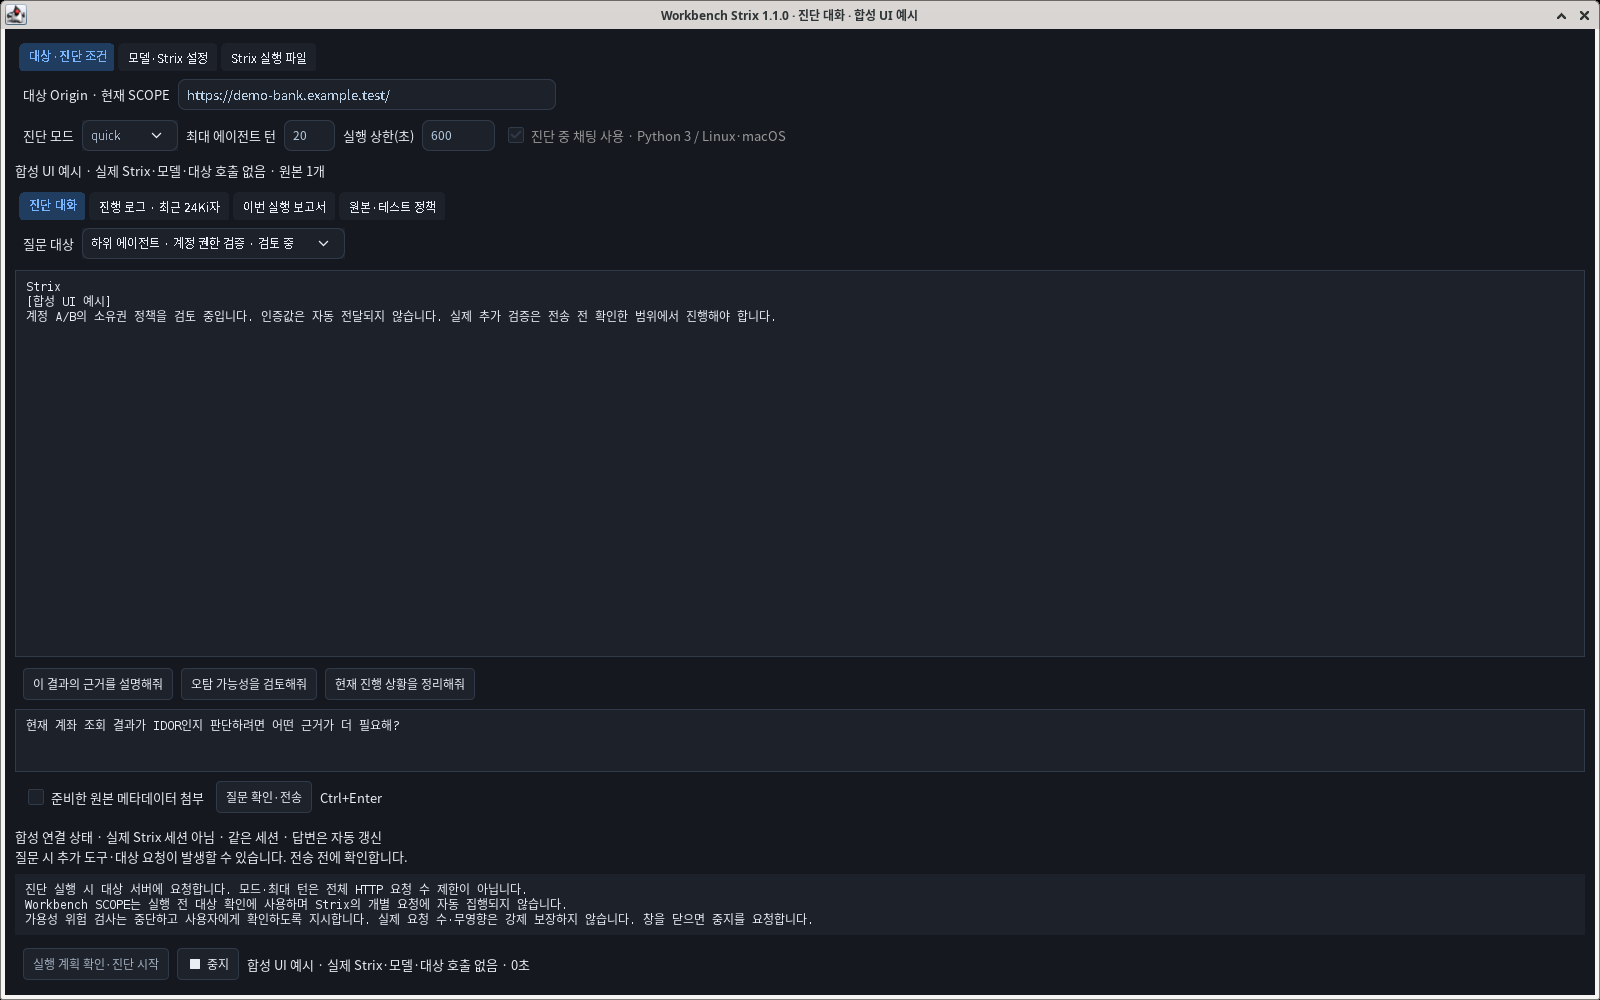 Workbench Strix 1.1.0 · 진단 대화 · 합성 UI 예시
대상·진단 조건 모델·Strix 설정 Strix 실행 파일
대상 Origin · 현재 SCOPE https://demo-bank.example.test/
진단 모드 quick 최대 에이전트 턴 20 실행 상한(초) 600 진단 중 채팅 사용 · Python 3 / Linux·macOS
합성 UI 예시 · 실제 Strix·모델·대상 호출 없음 · 원본 1개
진단 대화 진행 로그 · 최근 24Ki자 이번 실행 보고서 원본·테스트 정책
질문 대상 하위 에이전트 · 계정 권한 검증 · 검토 중
Strix
[합성 UI 예시]
계정 A/B의 소유권 정책을 검토 중입니다. 인증값은 자동 전달되지 않습니다. 실제 추가 검증은 전송 전 확인한 범위에서 진행해야 합니다.
이 결과의 근거를 설명해줘 오탐 가능성을 검토해줘 현재 진행 상황을 정리해줘
현재 계좌 조회 결과가 IDOR인지 판단하려면 어떤 근거가 더 필요해?
준비한 원본 메타데이터 첨부 질문 확인·전송 Ctrl+Enter
합성 연결 상태 · 실제 Strix 세션 아님 · 같은 세션 · 답변은 자동 갱신
질문 시 추가 도구·대상 요청이 발생할 수 있습니다. 전송 전에 확인합니다.
진단 실행 시 대상 서버에 요청합니다. 모드·최대 턴은 전체 HTTP 요청 수 제한이 아닙니다.
Workbench SCOPE는 실행 전 대상 확인에 사용하며 Strix의 개별 요청에 자동 집행되지 않습니다.
가용성 위험 검사는 중단하고 사용자에게 확인하도록 지시합니다. 실제 요청 수·무영향은 강제 보장하지 않습니다. 창을 닫으면 중지를 요청합니다.
실행 계획 확인·진단 시작 중지 합성 UI 예시 · 실제 Strix·모델·대상 호출 없음 · 0초